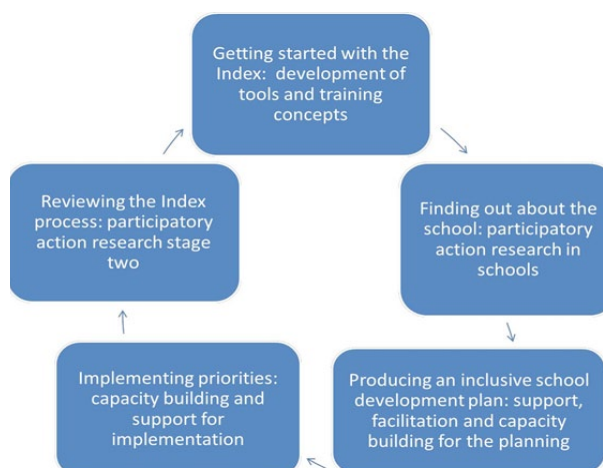 Getting started with the
Index:  development of
tools and training
concepts
Finding out about the
school: participatory
action research in
schools
Producing an inclusive school
development plan: support,
facilitation and capacity
building for the planning
Implementing priorities:
capacity building and
support for
implementation
Reviewing the Index
process: participatory
action research stage
two